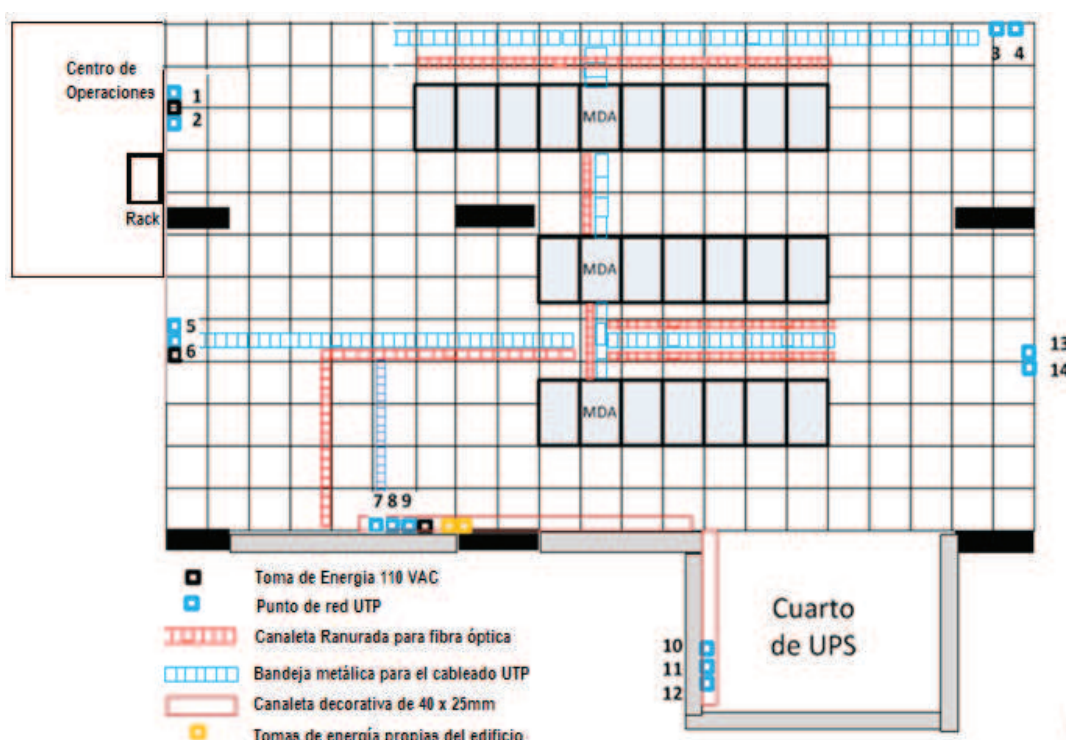 3 4
Centro de
Operaciones
1
2
MDA
Rack
MDA
5
6
13
14
MDA
7 8 9
Toma de Energia 110 VAC
Punto de red UTP
Canaleta Ranurada para fibra óptica
Bandeja metálica para el cableado UTP
Canaleta decorativa de 40 x 25mm
Tomas de energía propias del edificio
Cuarto
de UPS
10
11
12